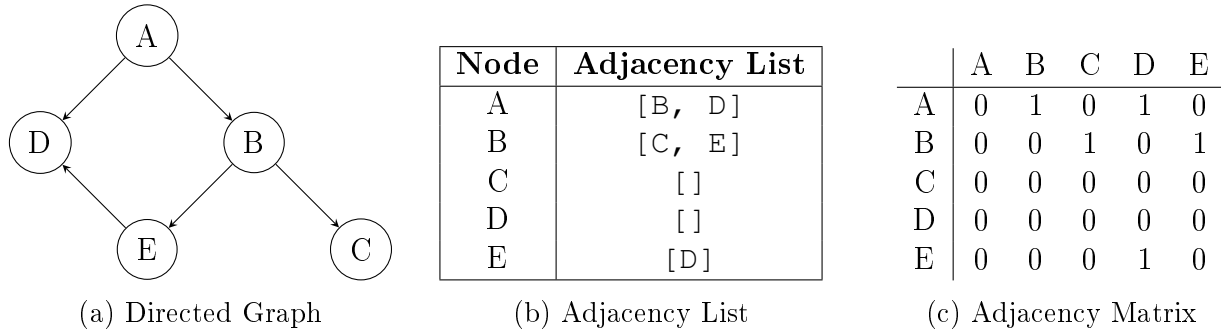 A
D B
E C
(a) Directed Graph
Node Adjacency List
A [B, D]
B [C, E]
C []
D []
E [D]
(b) Adjacency List
A B C D E
A 0 1 0 1 0
B 0 0 1 0 1
C 0 0 0 0 0
D 0 0 0 0 0
E 0 0 0 1 0
(c) Adjacency Matrix